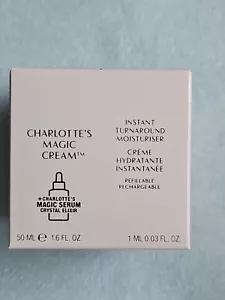 CHARLOTTE'S
MAGIC
CREAM™
+CHARLOTTE'S
MAGIC SERUM
CRYSTAL ELIXIR
50 ML ℮ 1.6 FL. OZ
INSTANT
TURNAROUND
MOISTURISER
CRÈME
HYDRATANTE
INSTANTANÉE
REFILLABLE
RECHARGEABLE
1 ML 0.03 FL. OZ.